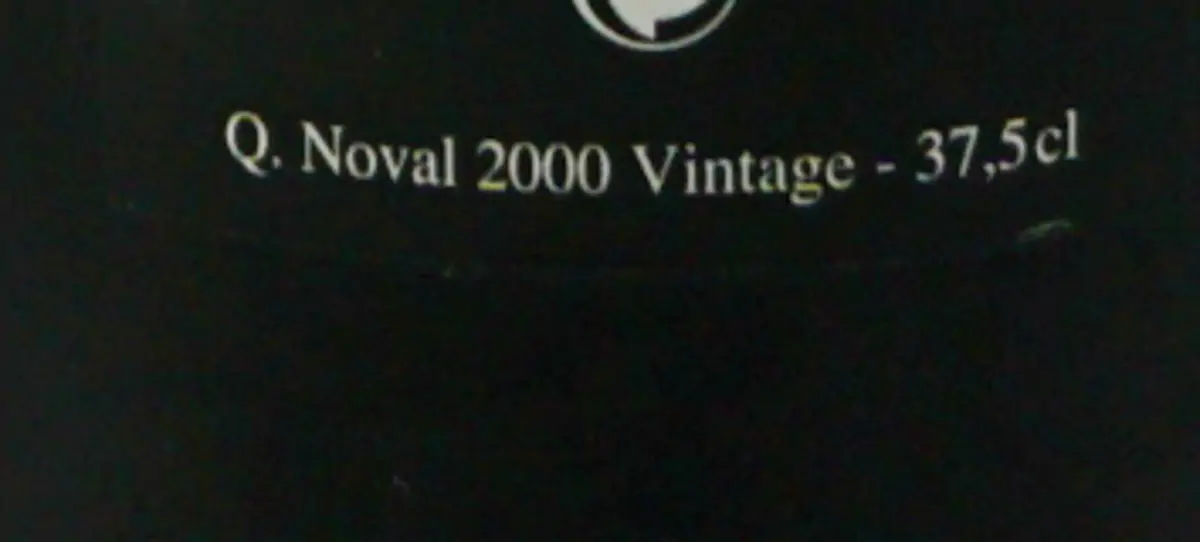 Q. Noval 2000 Vintage - 37,5cl